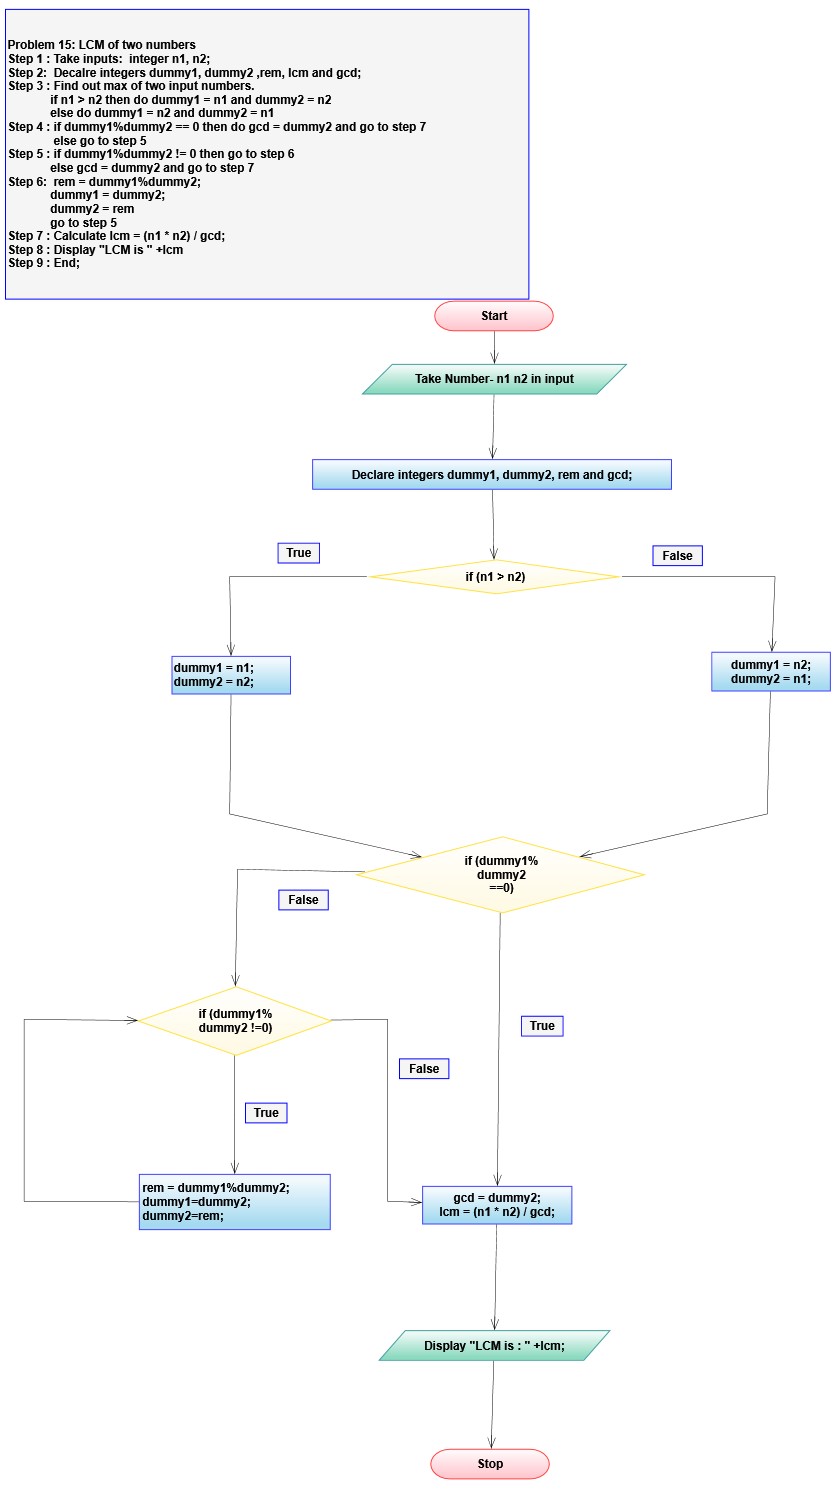 Problem 15: LCM of two numbers
Step 1 : Take inputs:  integer n1, n2;
Step 2:  Decalre integers dummy1, dummy2 ,rem, lcm and gcd;
Step 3 : Find out max of two input numbers.
if n1 > n2 then do dummy1 = n1 and dummy2 = n2
else do dummy1 = n2 and dummy2 = n1
Step 4 : if dummy1%dummy2 == 0 then do gcd = dummy2 and go to step 7
else go to step 5
Step 5 : if dummy1%dummy2 != 0 then go to step 6
else gcd = dummy2 and go to step 7
Step 6:  rem = dummy1%dummy2;
dummy1 = dummy2;
dummy2 = rem
go to step 5
Step 7 : Calculate lcm = (n1 * n2) / gcd;
Step 8 : Display "LCM is " +lcm
Step 9 : End;
Start
Take Number- n1 n2 in input
Declare integers dummy1, dummy2, rem and gcd;
True
False
if (n1 > n2)
dummy1 = n1;
dummy2 = n2;
dummy1 = n2;
dummy2 = n1;
if (dummy1%
dummy2
==0)
False
if (dummy1%
dummy2 !=0)
True
False
True
rem = dummy1%dummy2;
dummy1=dummy2;
dummy2=rem;
gcd = dummy2;
lcm = (n1 * n2) / gcd;
Display "LCM is : " +lcm;
Stop